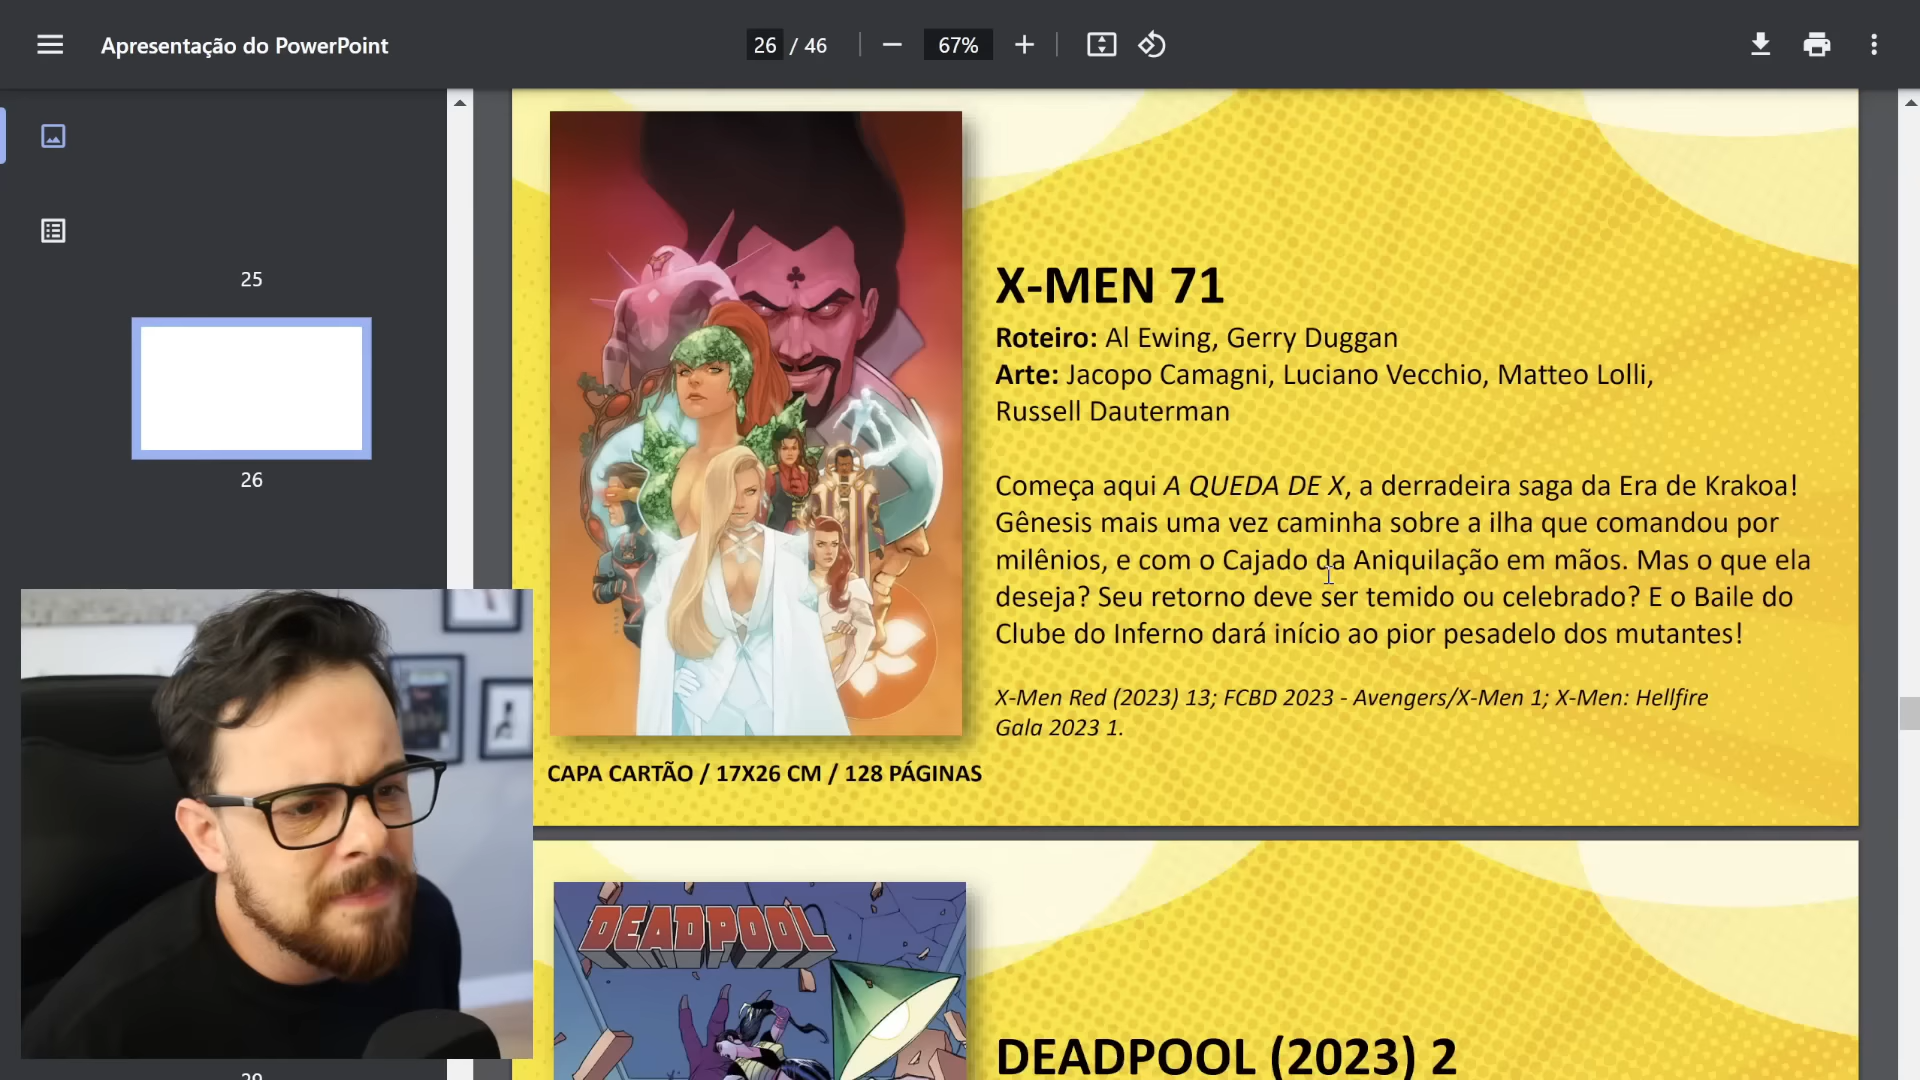 Apresentação do PowerPoint
26 / 46
67%
25
26
X-MEN 71
Roteiro: Al Ewing, Gerry Duggan
Arte: Jacopo Camagni, Luciano Vecchio, Matteo Lolli,
Russell Dauterman
Começa aqui A QUEDA DE X, a derradeira saga da Era de Krakoa!
Gênesis mais uma vez caminha sobre a ilha que comandou por
milênios, e com o Cajado da Aniquilação em mãos. Mas o que ela
deseja? Seu retorno deve ser temido ou celebrado? E o Baile do
Clube do Inferno dará início ao pior pesadelo dos mutantes!
X-Men Red (2023) 13; FCBD 2023 - Avengers/X-Men 1; X-Men: Hellfire
Gala 2023 1.
CAPA CARTÃO / 17X26 CM / 128 PÁGINAS
DEADPOOL
DEADPOOL (2023) 2